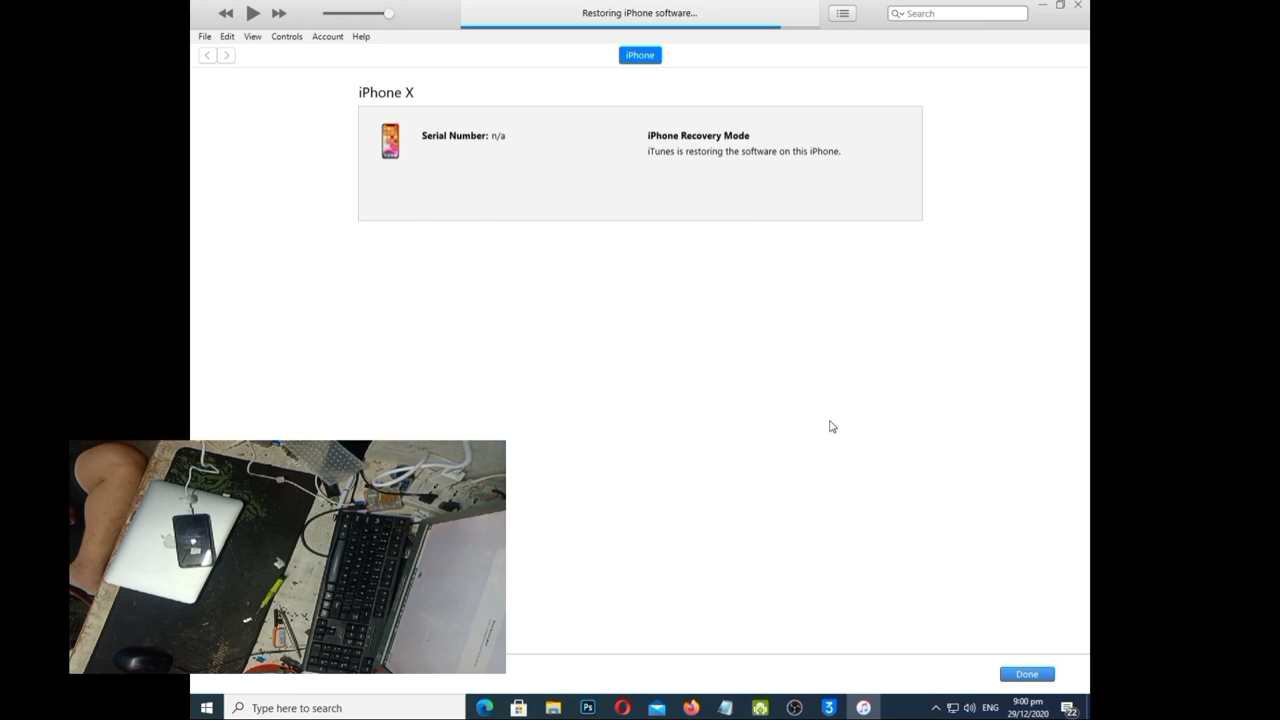 Restoring iPhone software...
Search
File Edit View Controls Account Help
iPhone
iPhone X
Serial Number: n/a
iPhone Recovery Mode
iTunes is restoring the software on this iPhone.
Done
Type here to search
Ps
3
ENG
9:00 pm
29/12/2020
22